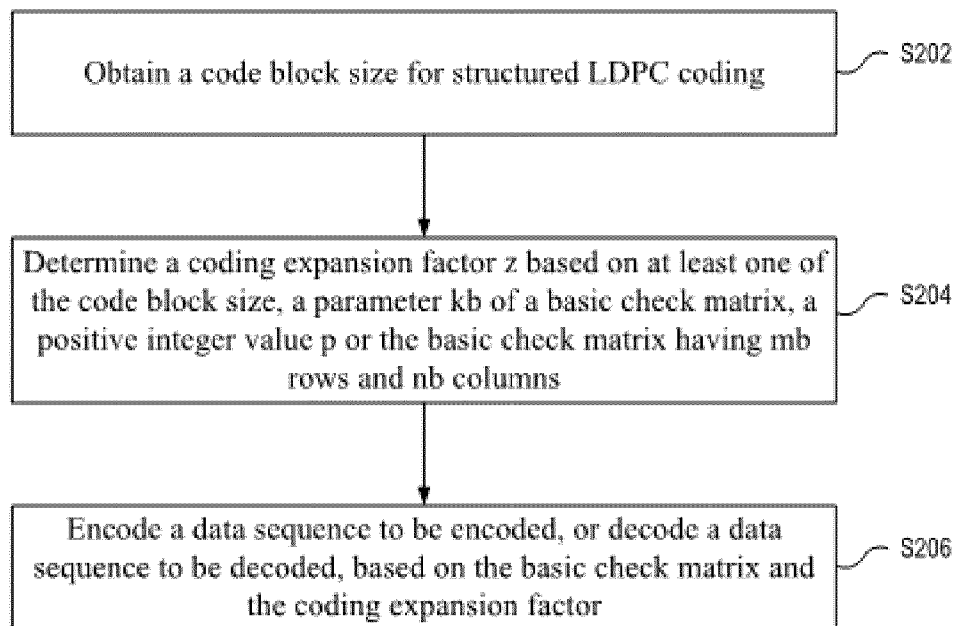 Obtain a code block size for structured LDPC coding
S202
Determine a coding expansion factor z based on at least one of
the code block size, a parameter kb of a basic check matrix, a
positive integer value p or the basic check matrix having mb
rows and nb columns
S204
Encode a data sequence to be encoded, or decode a data
sequence to be decoded, based on the basic check matrix and
the coding expansion factor
S206